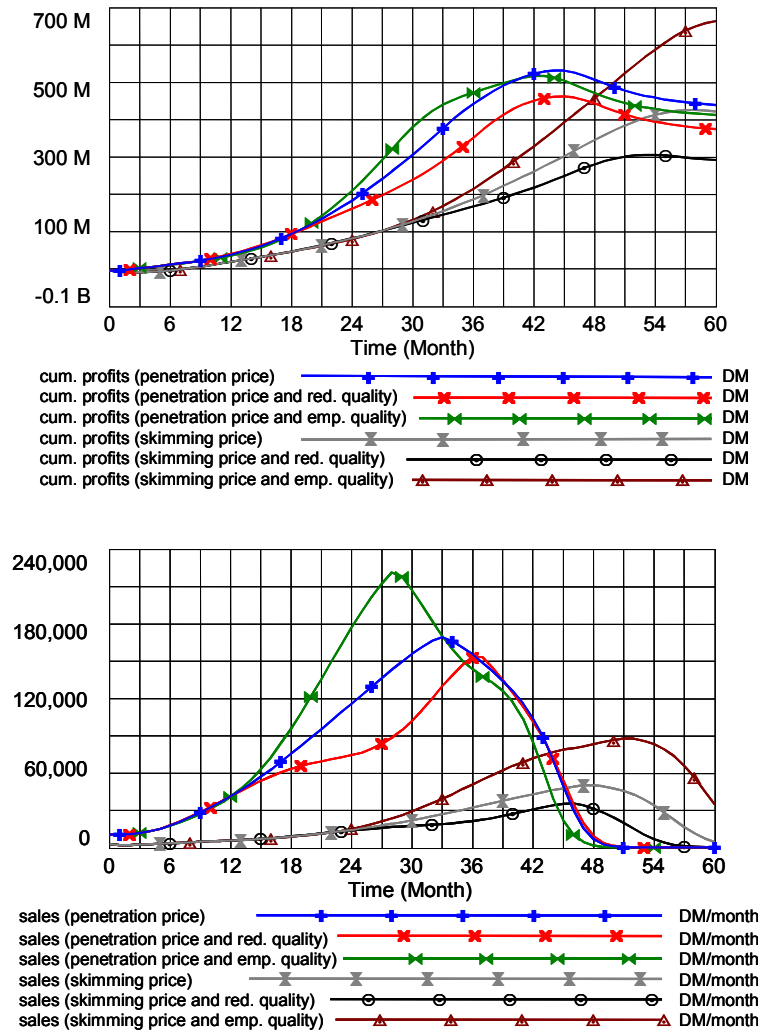 700 M
500 M
300 M
100 M
-0.1 B
0 6 12 18 24 30 36 42 48 54 60
Time (Month)
cum. profits (penetration price) DM
cum. profits (penetration price and red. quality) DM
cum. profits (penetration price and emp. quality) DM
cum. profits (skimming price) DM
cum. profits (skimming price and red. quality) DM
cum. profits (skimming price and emp. quality) DM
240,000
180,000
120,000
60,000
0
0 6 12 18 24 30 36 42 48 54 60
Time (Month)
sales (penetration price) DM/month
sales (penetration price and red. quality) DM/month
sales (penetration price and emp. quality) DM/month
sales (skimming price) DM/month
sales (skimming price and red. quality) DM/month
sales (skimming price and emp. quality) DM/month